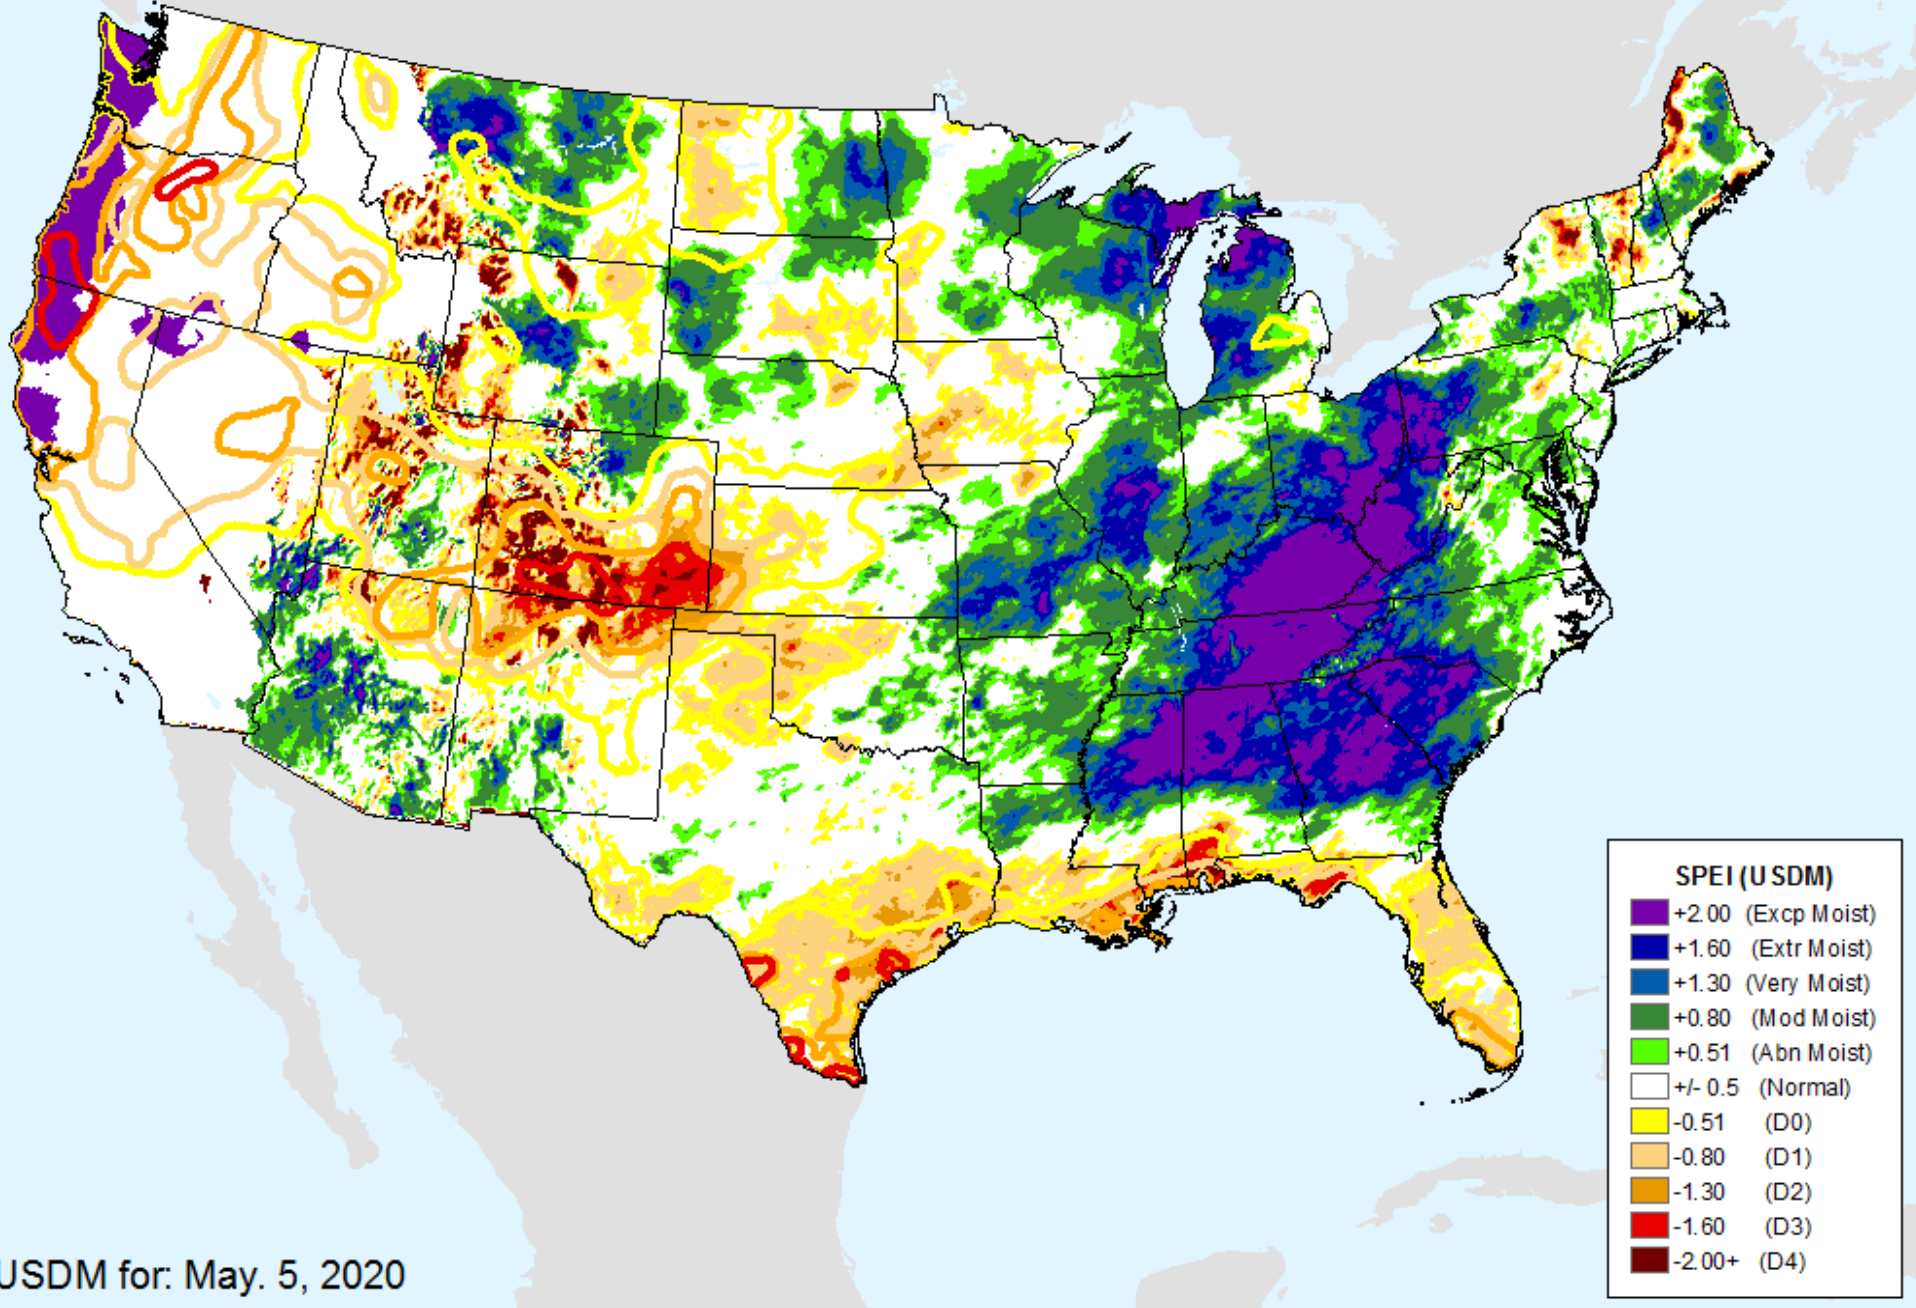 SPEI (USDM)
+2.00 (Excp Moist)
+1.60 (Extr Moist)
+1.30 (Very Moist)
+0.80 (Mod Moist)
+0.51 (Abn Moist)
+/- 0.5 (Normal)
-0.51 (D0)
-0.80 (D1)
-1.30 (D2)
-1.60 (D3)
-2.00+ (D4)
USDM for: May. 5, 2020